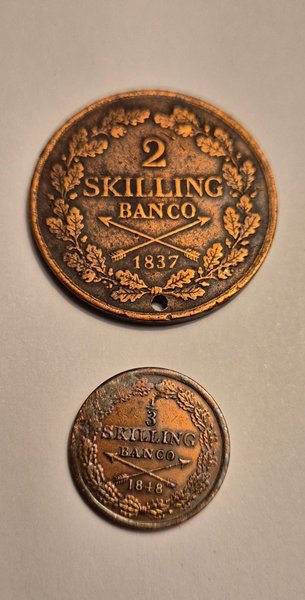 2
SKILLING
BANCO
1837
1/3
SKILLING
BANCO
1848